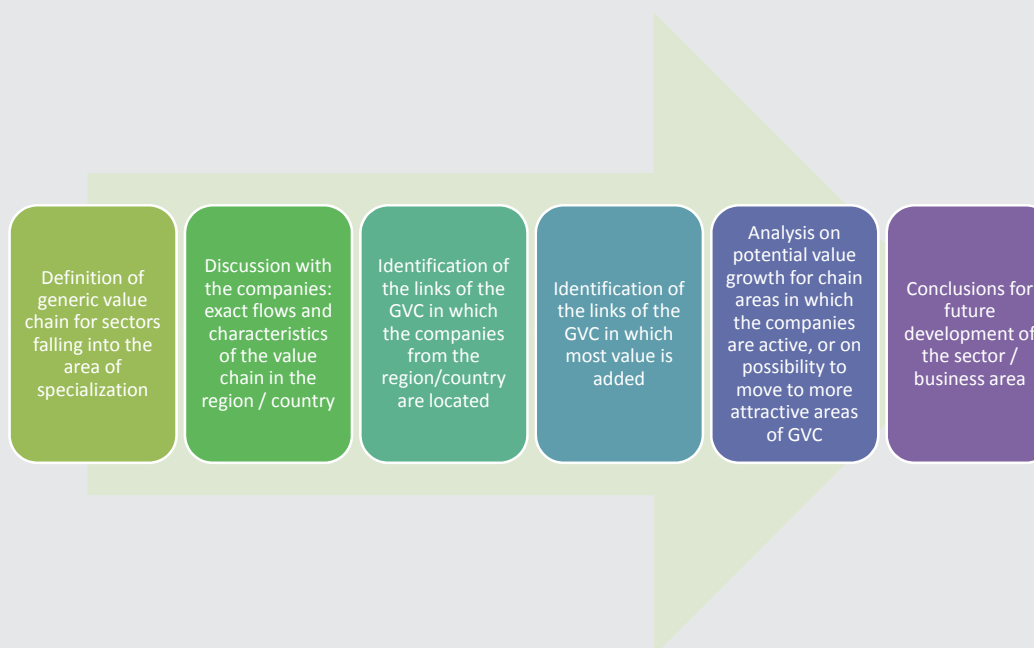 Definition of
generic value
chain for sectors
falling into the
area of
specialization
Discussion with
the companies:
exact flows and
characteristics
of the value
chain in the
region / country
Identification of
the links of the
GVC in which
the companies
from the
region/country
are located
Identification of
the links of the
GVC in which
most value is
added
Analysis on
potential value
growth for chain
areas in which
the companies
are active, or on
possibility to
move to more
attractive areas
of GVC
Conclusions for
future
development of
the sector /
business area